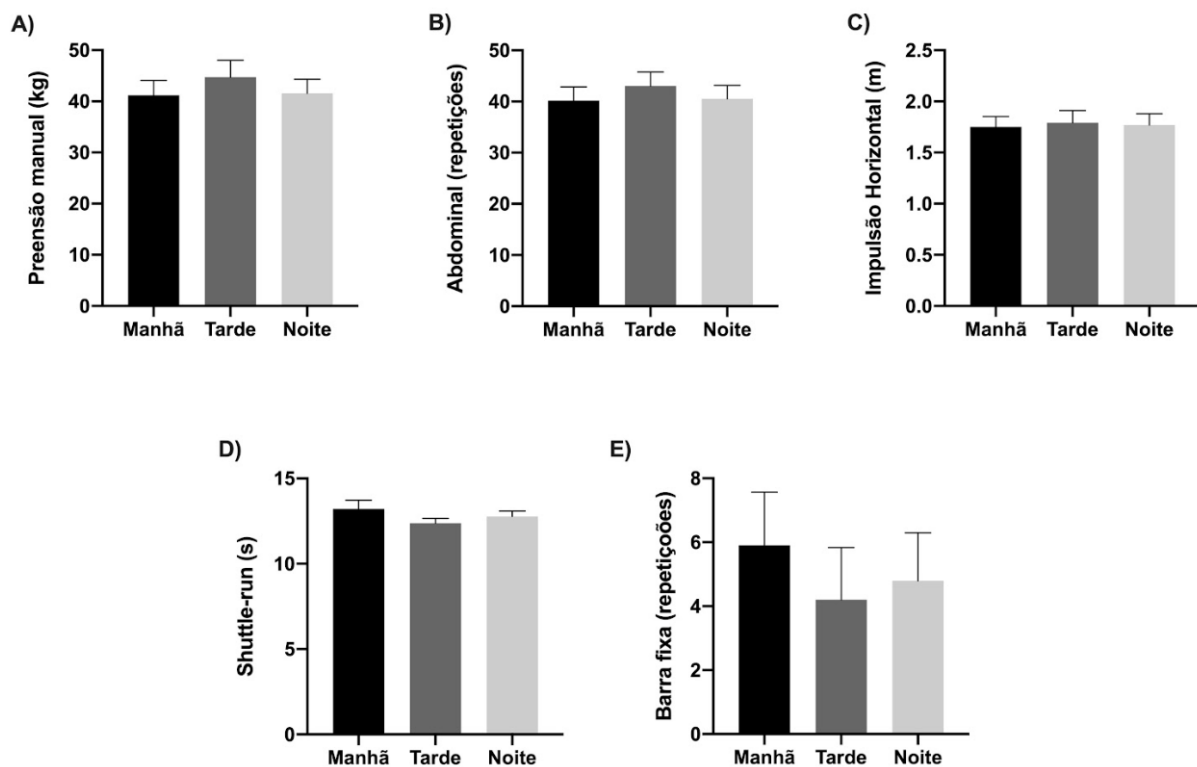 A)
Preensão manual (kg)
50
40
30
20
10
0
Manhã Tarde Noite
B)
Abdominal (repetições)
50
40
30
20
10
0
Manhã Tarde Noite
C)
Impulsão Horizontal (m)
2.5
2.0
1.5
1.0
0.5
0.0
Manhã Tarde Noite
D)
Shuttle-run (s)
15
10
5
0
Manhã Tarde Noite
E)
Barra fixa (repetiçoões)
8
6
4
2
0
Manhã Tarde Noite